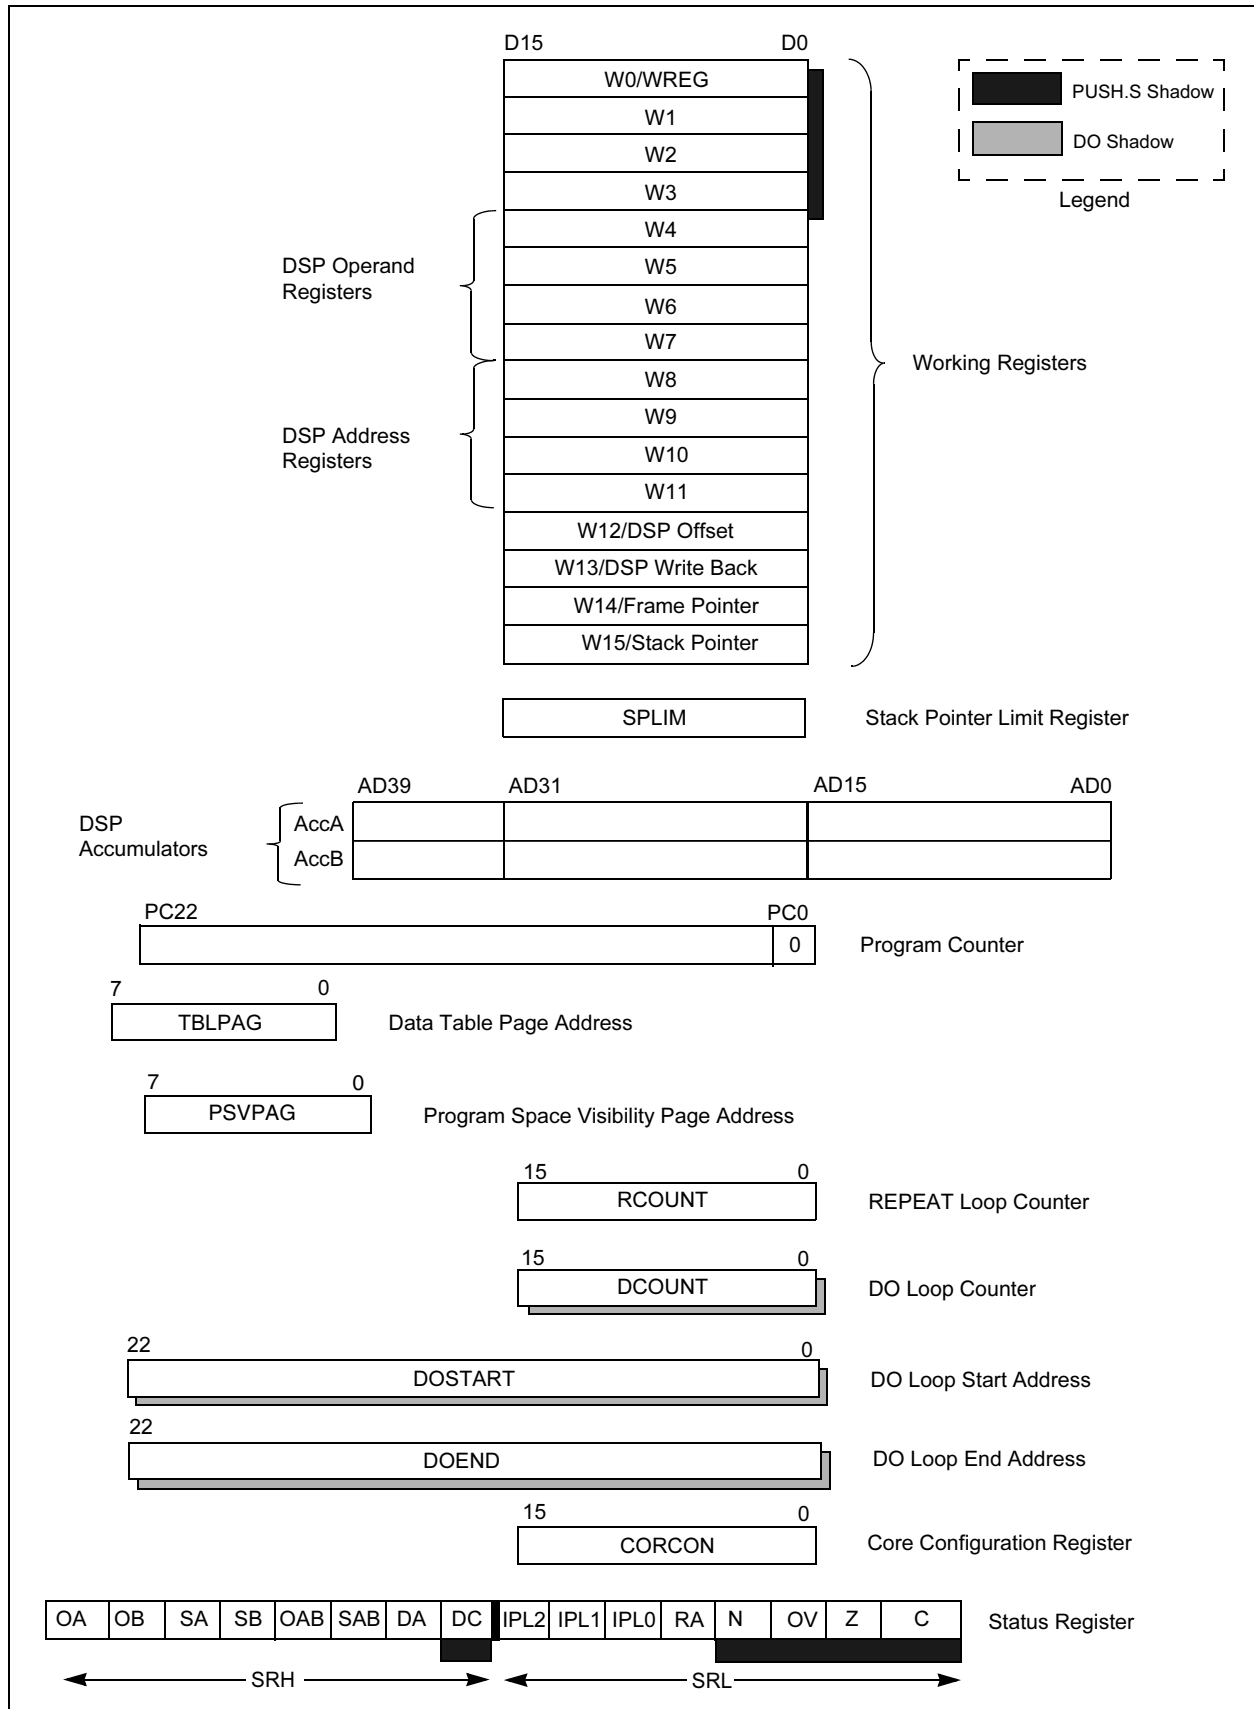 D15 D0
W0/WREG
W1
W2
W3
W4
W5
W6
W7
W8
W9
W10
W11
W12/DSP Offset
W13/DSP Write Back
W14/Frame Pointer
W15/Stack Pointer
PUSH.S Shadow
DO Shadow
Legend
DSP Operand
Registers
DSP Address
Registers
Working Registers
SPLIM
Stack Pointer Limit Register
AD39 AD31 AD15 AD0
DSP
Accumulators
AccA
AccB
PC22 PC0
0
Program Counter
7 0
TBLPAG
Data Table Page Address
7 0
PSVPAG
Program Space Visibility Page Address
15 0
RCOUNT
REPEAT Loop Counter
15 0
DCOUNT
DO Loop Counter
22 0
DOSTART
DO Loop Start Address
22
DOEND
DO Loop End Address
15 0
CORCON
Core Configuration Register
OA OB SA SB OAB SAB DA DC IPL2 IPL1 IPL0 RA N OV Z C
Status Register
SRH SRL